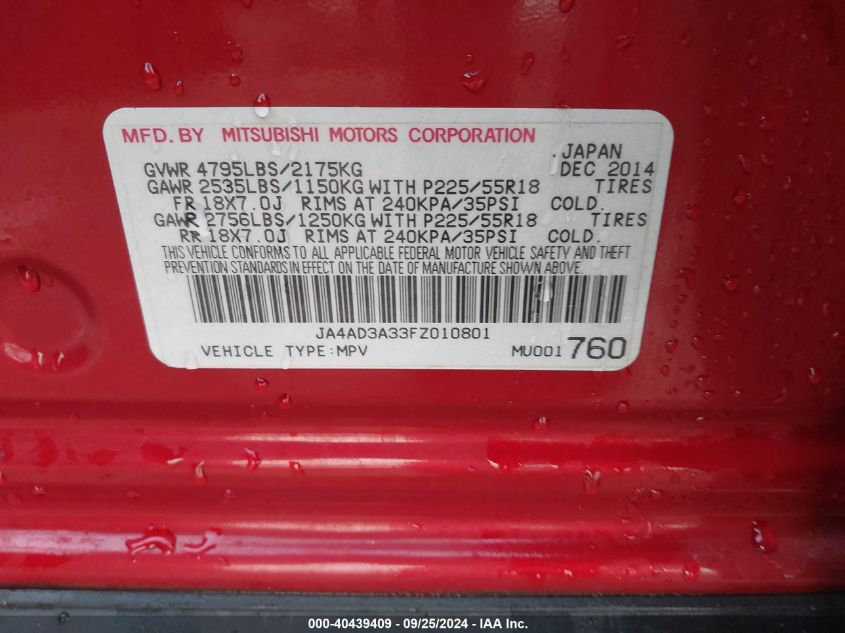 MFD. BY MITSUBISHI MOTORS CORPORATION
JAPAN
GVWR 4795LBS/2175KG DEC 2014
GAWR 2535LBS/1150KG WITH P225/55R18 TIRES
FR 18X7.0J RIMS AT 240KPA/35PSI COLD.
GAWR 2756LBS/1250KG WITH P225/55R18 TIRES
RR 18X7.0J RIMS AT 240KPA/35PSI COLD.
THIS VEHICLE CONFORMS TO ALL APPLICABLE FEDERAL MOTOR VEHICLE SAFETY AND THEFT
PREVENTION STANDARDS IN EFFECT ON THE DATE OF MANUFACTURE SHOWN ABOVE.
JA4AD3A33FZ010801
VEHICLE TYPE:MPV MU001760
000-40439409 - 09/25/2024 - IAA Inc.